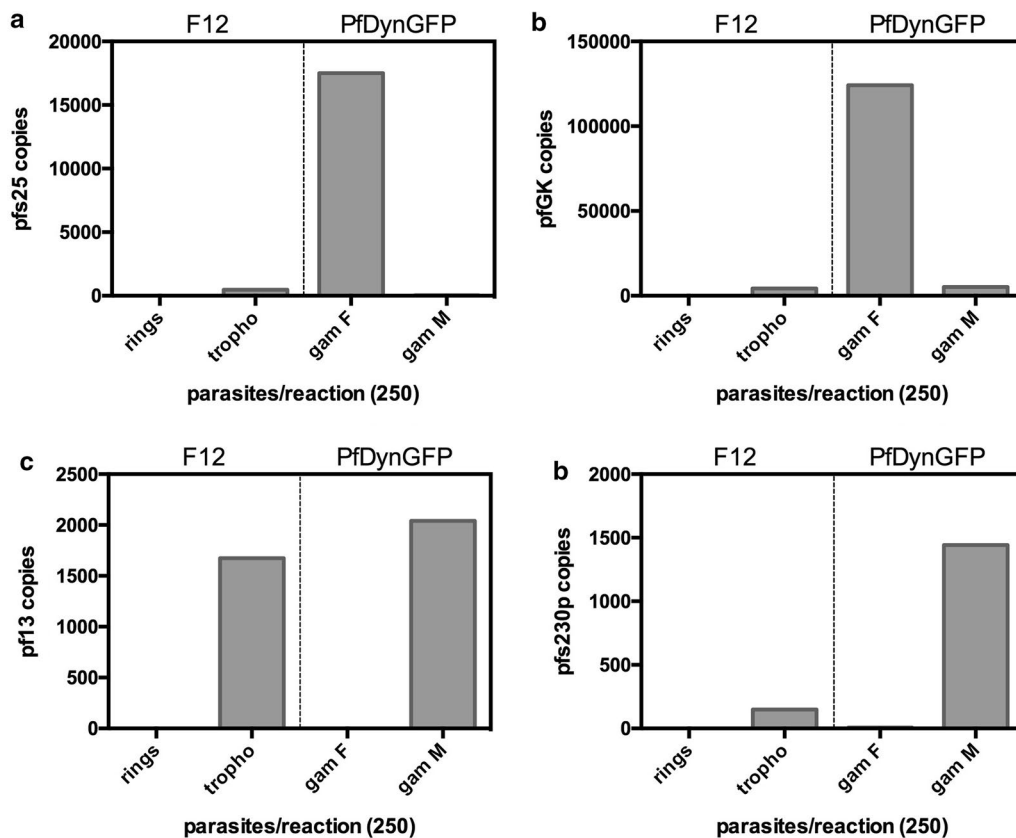 a
F12 PfDynGFP
pfs25 copies
20000
15000
10000
5000
0
rings tropho gam F gam M
parasites/reaction (250)
b
F12 PfDynGFP
pfGK copies
150000
100000
50000
0
rings tropho gam F gam M
parasites/reaction (250)
c
F12 PfDynGFP
pf13 copies
2500
2000
1500
1000
500
0
rings tropho gam F gam M
parasites/reaction (250)
b
F12 PfDynGFP
pfs230p copies
2000
1500
1000
500
0
rings tropho gam F gam M
parasites/reaction (250)